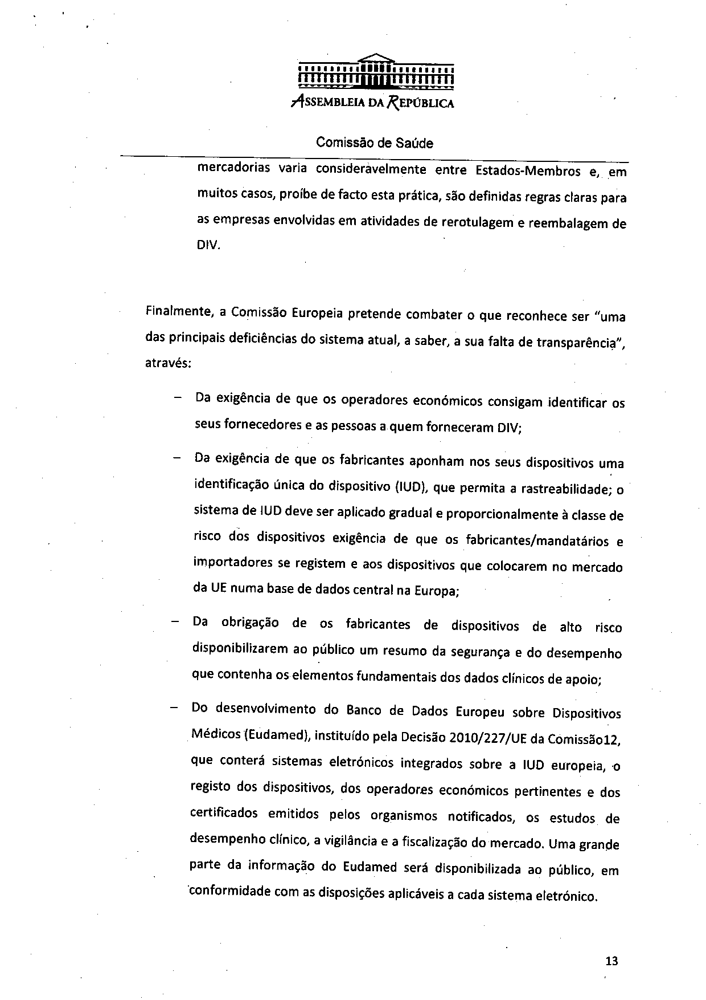 ASSEMBLEIA DA REPÚBLICA
Comissão de Saúde
mercadorias varia consideravelmente entre Estados-Membros e, em
muitos casos, proíbe de facto esta prática, são definidas regras claras para
as empresas envolvidas em atividades de rerotulagem e reembalagem de
DIV.
Finalmente, a Comissão Europeia pretende combater o que reconhece ser "uma
das principais deficiências do sistema atual, a saber, a sua falta de transparência",
através:
– Da exigência de que os operadores económicos consigam identificar os
seus fornecedores e as pessoas a quem forneceram DIV;
– Da exigência de que os fabricantes aponham nos seus dispositivos uma
identificação única do dispositivo (IUD), que permita a rastreabilidade; o
sistema de IUD deve ser aplicado gradual e proporcionalmente à classe de
risco dos dispositivos exigência de que os fabricantes/mandatários e
importadores se registem e aos dispositivos que colocarem no mercado
da UE numa base de dados central na Europa;
– Da obrigação de os fabricantes de dispositivos de alto risco
disponibilizarem ao público um resumo da segurança e do desempenho
que contenha os elementos fundamentais dos dados clínicos de apoio;
– Do desenvolvimento do Banco de Dados Europeu sobre Dispositivos
Médicos (Eudamed), instituído pela Decisão 2010/227/UE da Comissão12,
que conterá sistemas eletrónicos integrados sobre a IUD europeia, o
registo dos dispositivos, dos operadores económicos pertinentes e dos
certificados emitidos pelos organismos notificados, os estudos de
desempenho clínico, a vigilância e a fiscalização do mercado. Uma grande
parte da informação do Eudamed será disponibilizada ao público, em
conformidade com as disposições aplicáveis a cada sistema eletrónico.
13